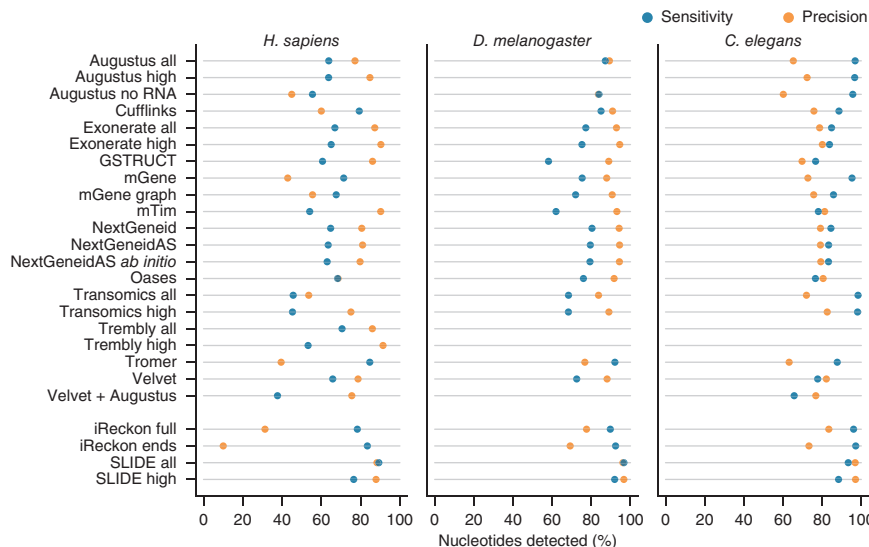 Sensitivity Precision
H. sapiens D. melanogaster C. elegans
Augustus all
Augustus high
Augustus no RNA
Cufflinks
Exonerate all
Exonerate high
GSTRUCT
mGene
mGene graph
mTim
NextGeneid
NextGeneidAS
NextGeneidAS ab initio
Oases
Transomics all
Transomics high
Trembly all
Trembly high
Tromer
Velvet
Velvet + Augustus
iReckon full
iReckon ends
SLIDE all
SLIDE high
0 20 40 60 80 100 0 20 40 60 80 100 0 20 40 60 80 100
Nucleotides detected (%)